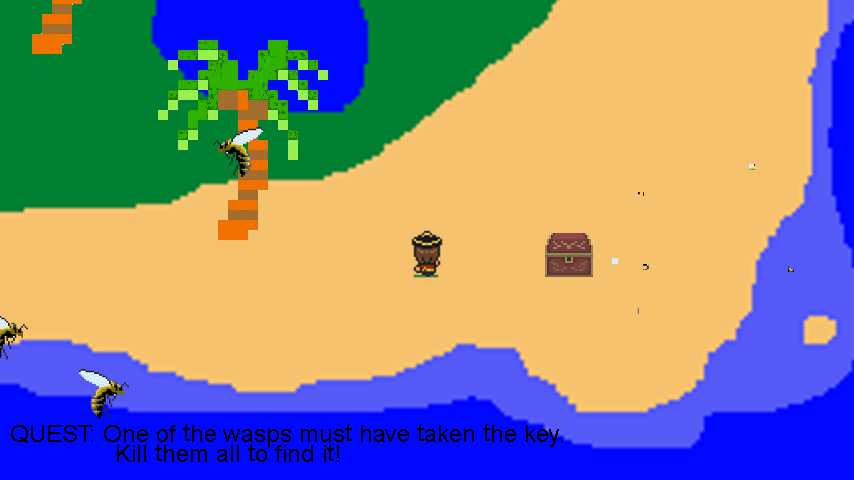 QUEST: One of the wasps must have taken the key
Kill them all to find it!